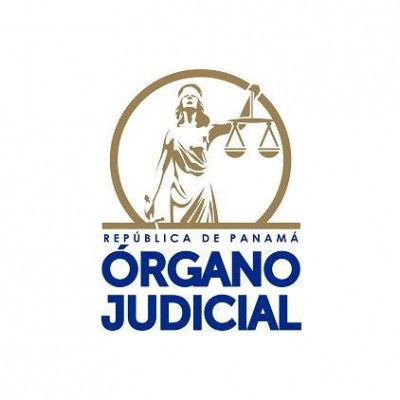 REPÚBLICA DE PANAMÁ
ÓRGANO
JUDICIAL